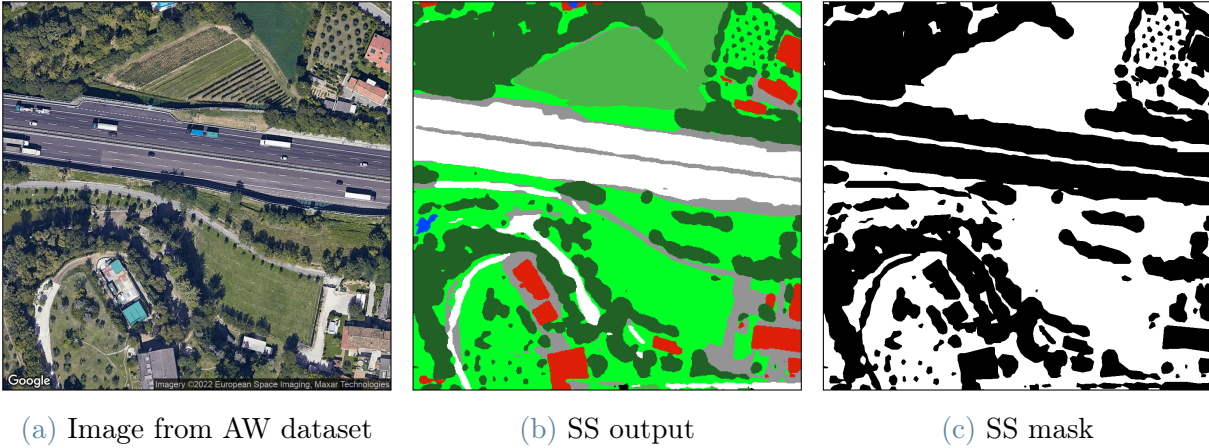 Google
Imagery ©2022 European Space Imaging, Maxar Technologies
(a) Image from AW dataset
(b) SS output
(c) SS mask